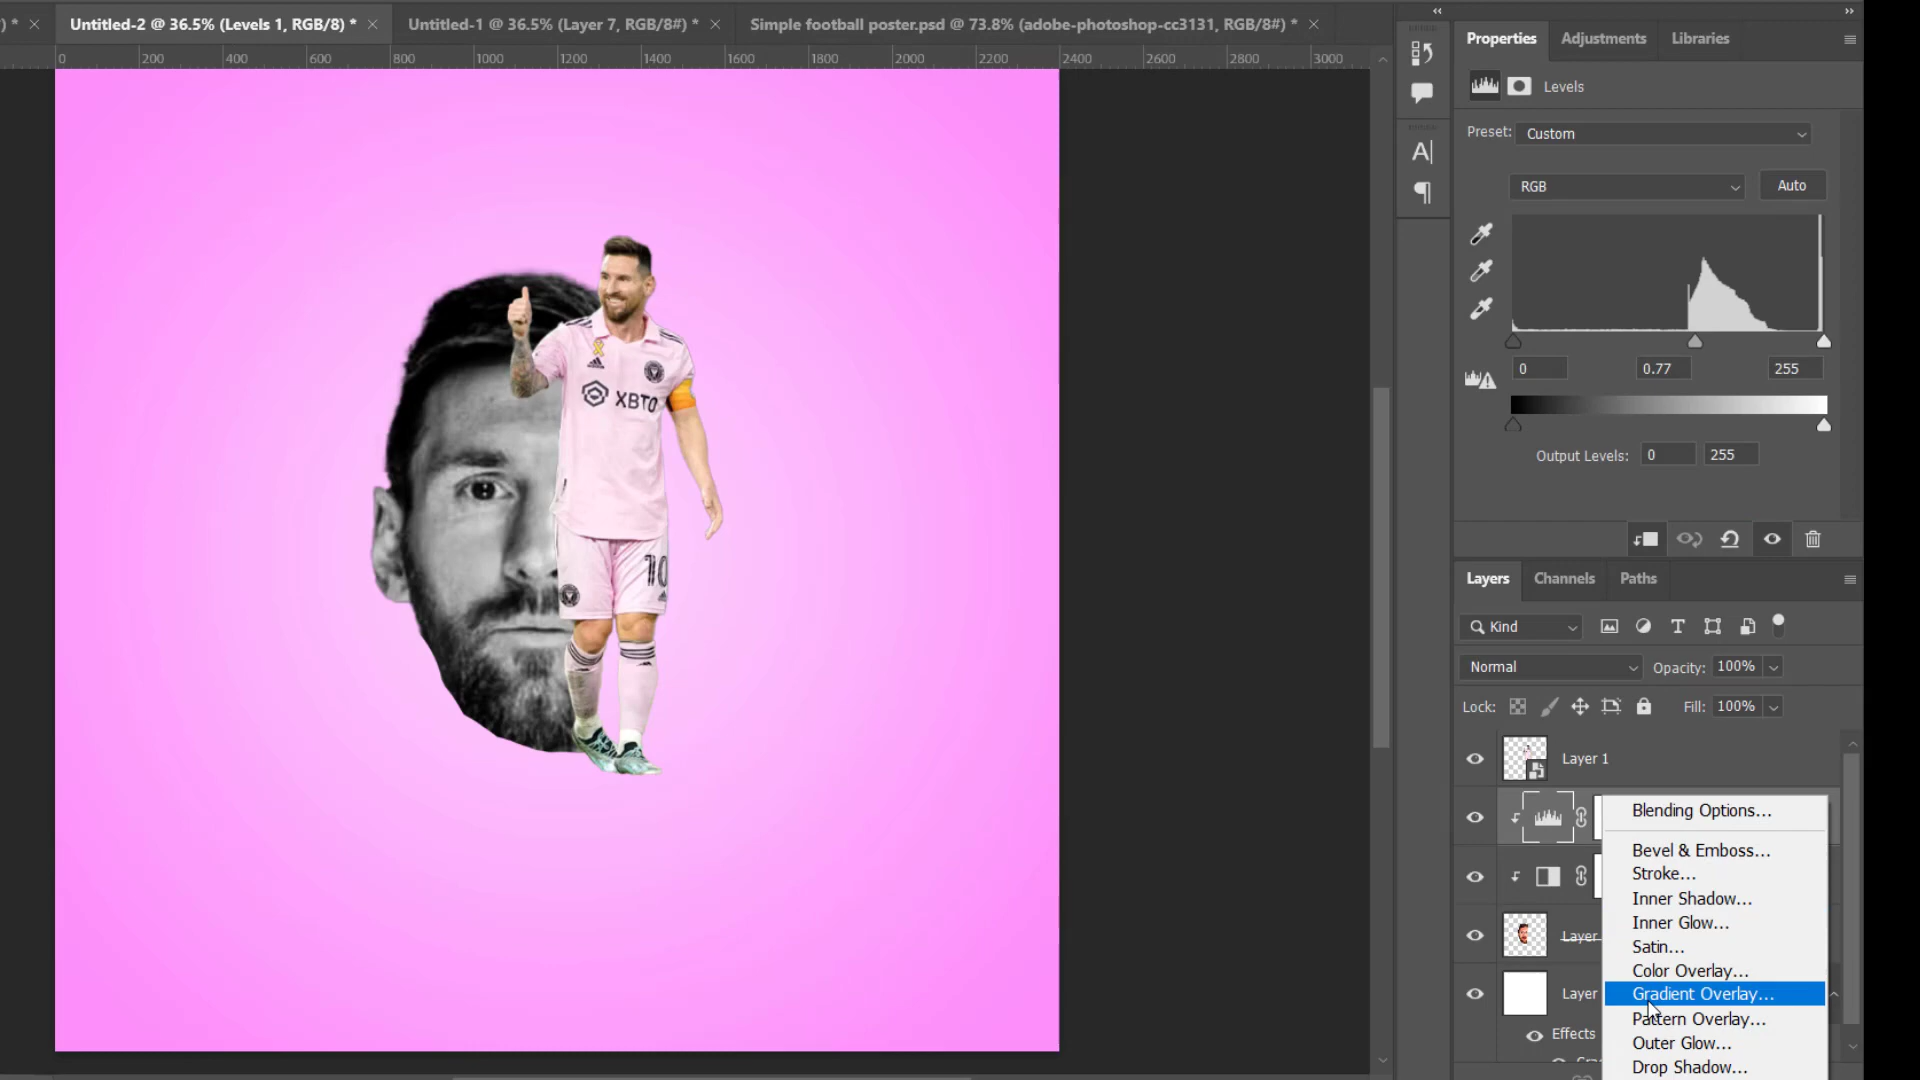 ) *
Untitled-2 @ 36.5% (Levels 1, RGB/8) *
Untitled-1 @ 36.5% (Layer 7, RGB/8#) *
Simple football poster.psd @ 73.8% (adobe-photoshop-cc3131, RGB/8#) *
0 200 400 600 800 1000 1200 1400 1600 1800 2000 2200 2400 2600 2800 3000
Properties Adjustments Libraries
Levels
Preset: Custom
RGB Auto
0 0.77 255
Output Levels: 0 255
Layers Channels Paths
Kind
Normal Opacity: 100%
Lock: Fill: 100%
Layer 1
Layer
Layer
Effects
Blending Options...
Bevel & Emboss...
Stroke...
Inner Shadow...
Inner Glow...
Satin...
Color Overlay...
Gradient Overlay...
Pattern Overlay...
Outer Glow...
Drop Shadow...
XBTO
10